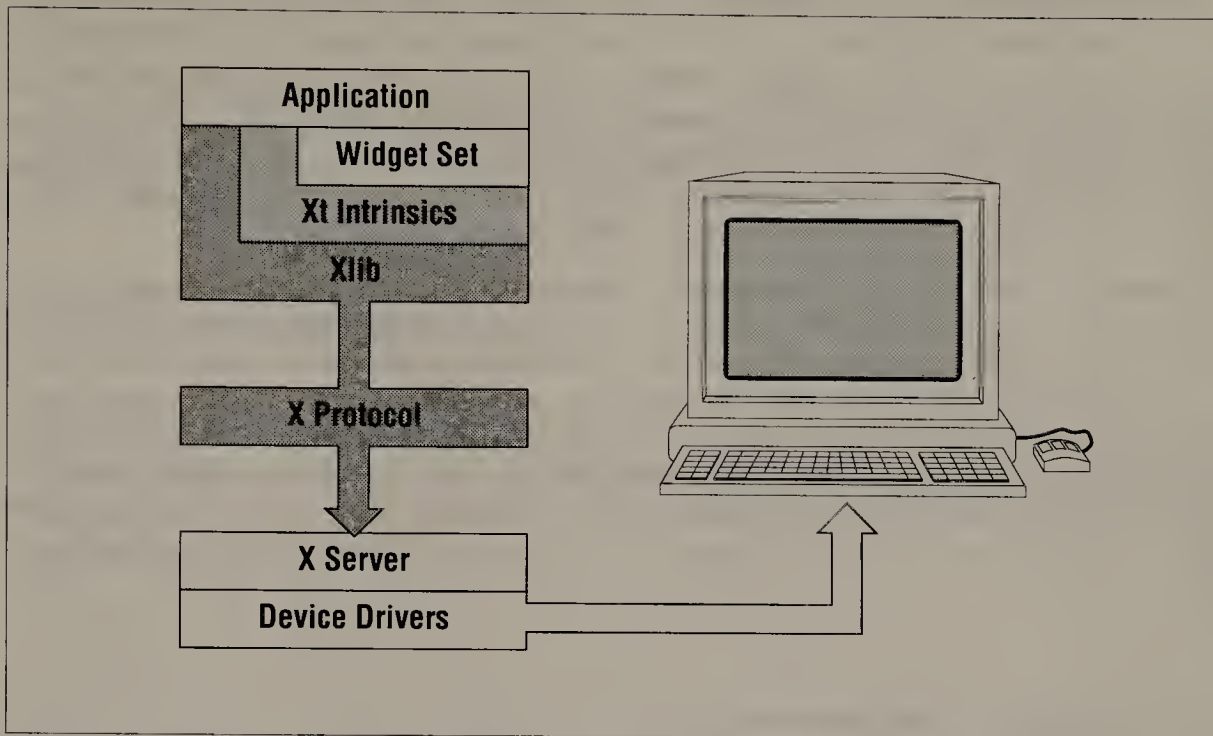 Application
Widget Set
Xt Intrinsics
Xlib
X Protocol
X Server
Device Drivers